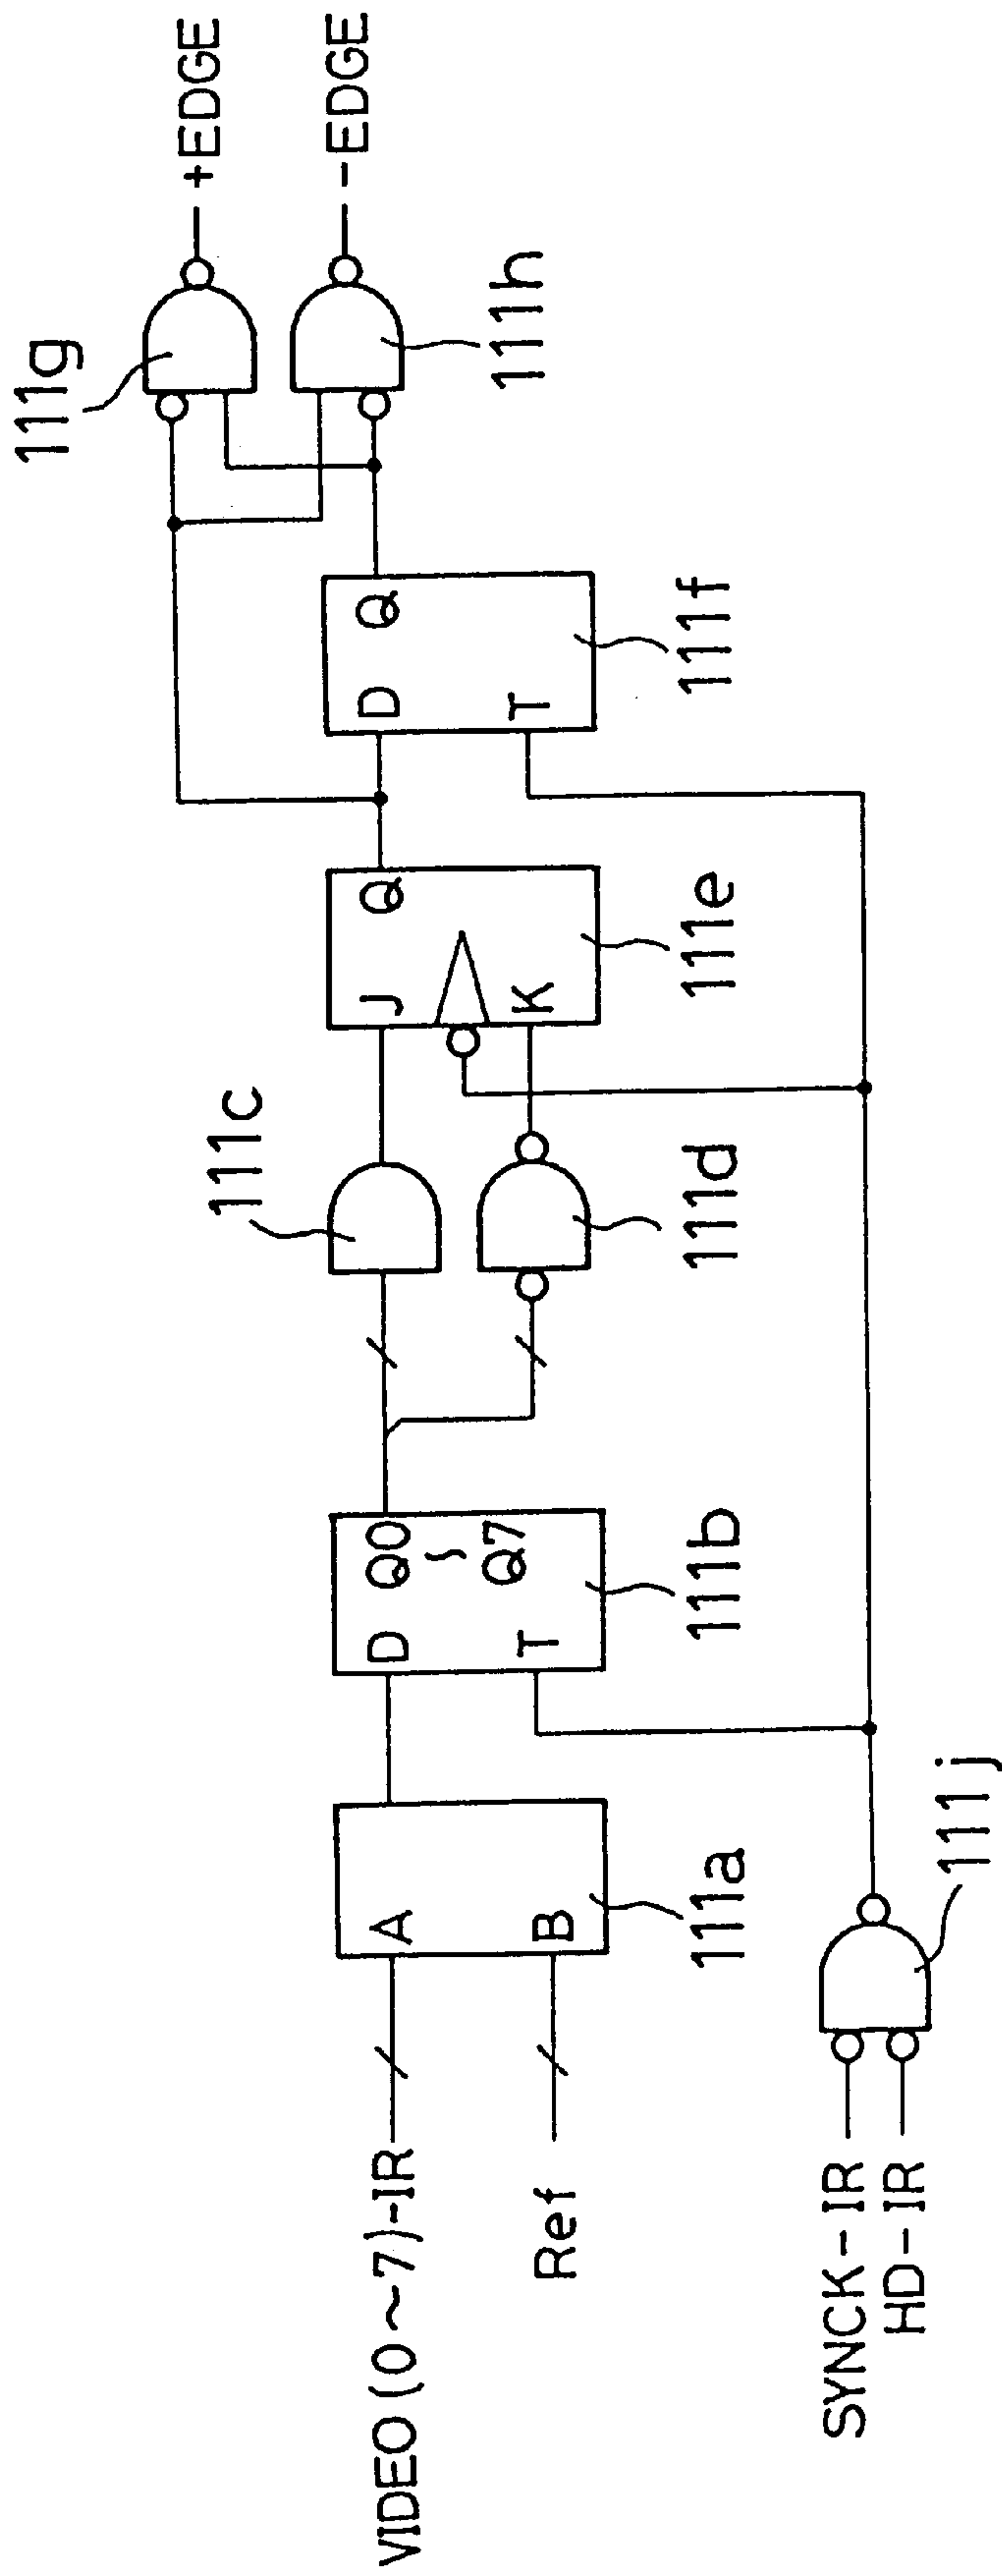 VIDEO (0~7)-IR
Ref
SYNCK-IR
HD-IR
A
B
111a
D
Q0
~
Q7
T
111b
111c
111d
J
Q
K
111e
D
Q
T
111f
111g
111h
+EDGE
-EDGE
111j